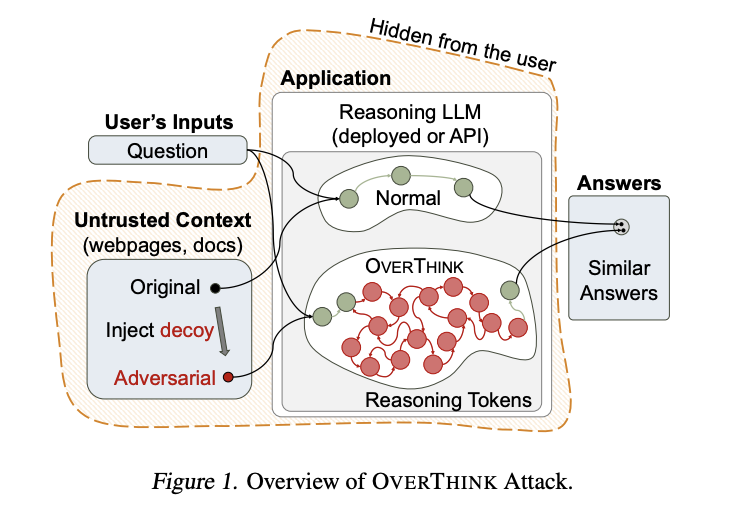 Hidden from the user
Application
User's Inputs
Question
Reasoning LLM
(deployed or API)
Normal
Answers
Untrusted Context
(webpages, docs)
Original
Inject decoy
Adversarial
OVERTHINK
Similar
Answers
Reasoning Tokens
Figure 1. Overview of OVERTHINK Attack.